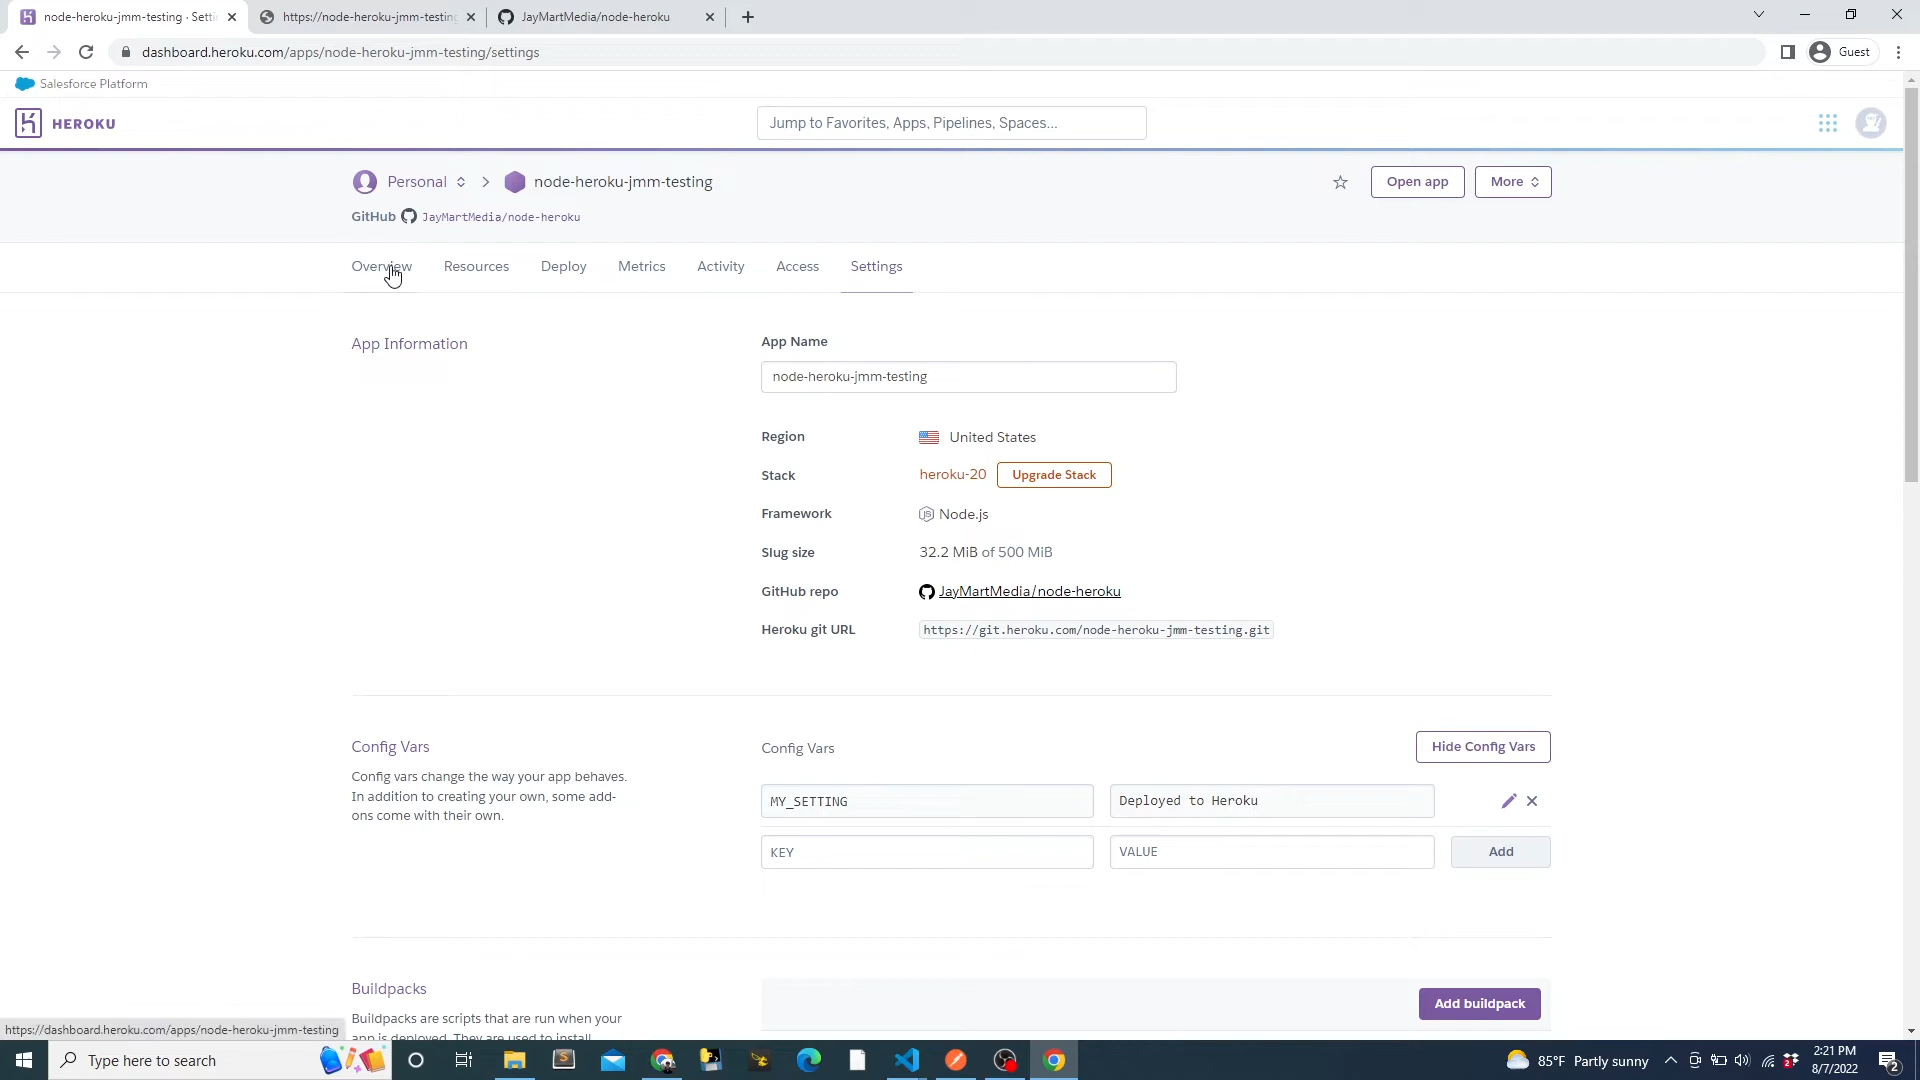 node-heroku-jmm-testing · Setti
https://node-heroku-jmm-testing
JayMartMedia/node-heroku
dashboard.heroku.com/apps/node-heroku-jmm-testing/settings
Guest
Salesforce Platform
HEROKU
Jump to Favorites, Apps, Pipelines, Spaces...
Personal
node-heroku-jmm-testing
Open app
More
GitHub JayMartMedia/node-heroku
Overview
Resources
Deploy
Metrics
Activity
Access
Settings
App Information
App Name
node-heroku-jmm-testing
Region
United States
Stack
heroku-20
Upgrade Stack
Framework
Node.js
Slug size
32.2 MiB of 500 MiB
GitHub repo
JayMartMedia/node-heroku
Heroku git URL
https://git.heroku.com/node-heroku-jmm-testing.git
Config Vars
Config vars change the way your app behaves.
In addition to creating your own, some add-
ons come with their own.
Config Vars
Hide Config Vars
MY_SETTING
Deployed to Heroku
KEY
VALUE
Add
Buildpacks
Buildpacks are scripts that are run when your
app is deployed. They are used to install
Add buildpack
https://dashboard.heroku.com/apps/node-heroku-jmm-testing
Type here to search
85°F Partly sunny
2:21 PM
8/7/2022
2